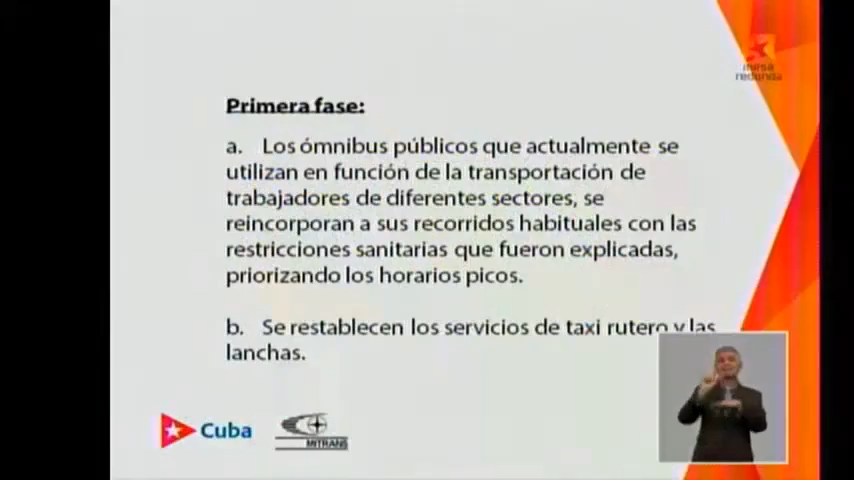 mesa
redonda
Primera fase:
a. Los ómnibus públicos que actualmente se
utilizan en función de la transportación de
trabajadores de diferentes sectores, se
reincorporan a sus recorridos habituales con las
restricciones sanitarias que fueron explicadas,
priorizando los horarios picos.
b. Se restablecen los servicios de taxi rutero y las
lanchas.
Cuba
MITRANS